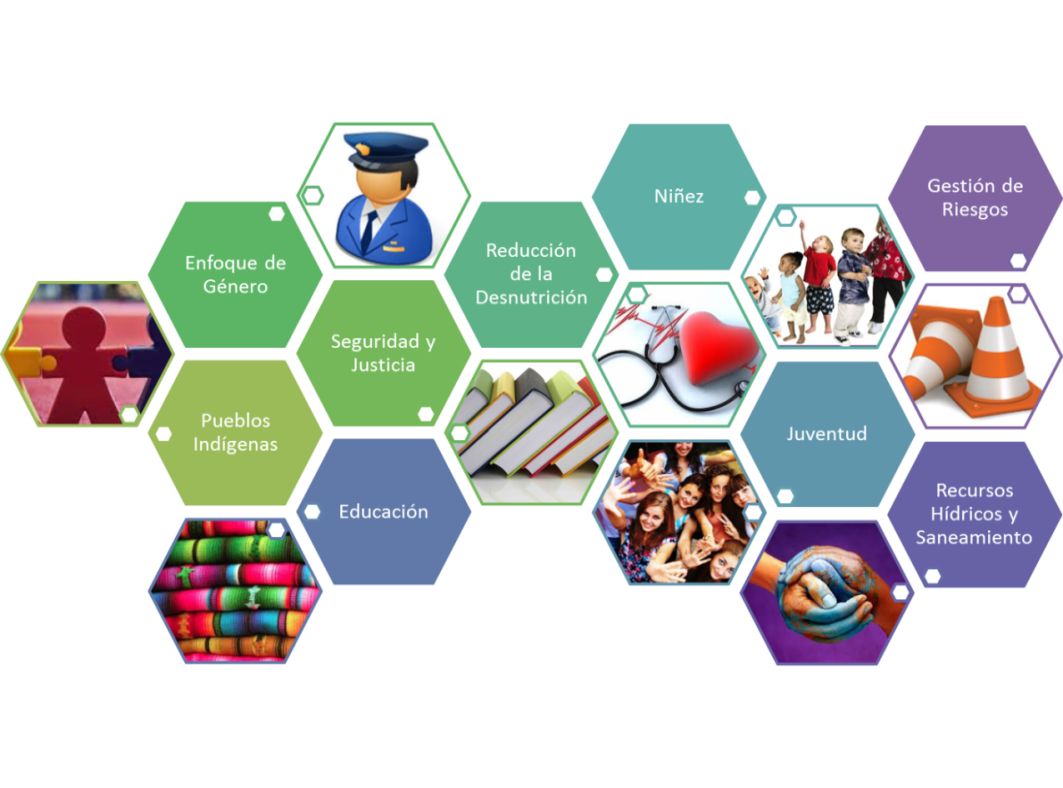 Enfoque de
Género
Pueblos
Indígenas
Seguridad y
Justicia
Educación
Reducción
de la
Desnutrición
Niñez
Juventud
Gestión de
Riesgos
Recursos
Hídricos y
Saneamiento